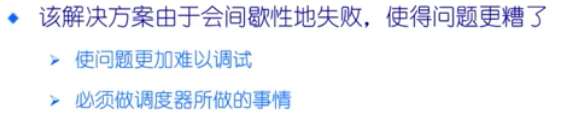 该解决方案由于会间歇性地失败，使得问题更糟了
使问题更加难以调试
必须做调度器所做的事情